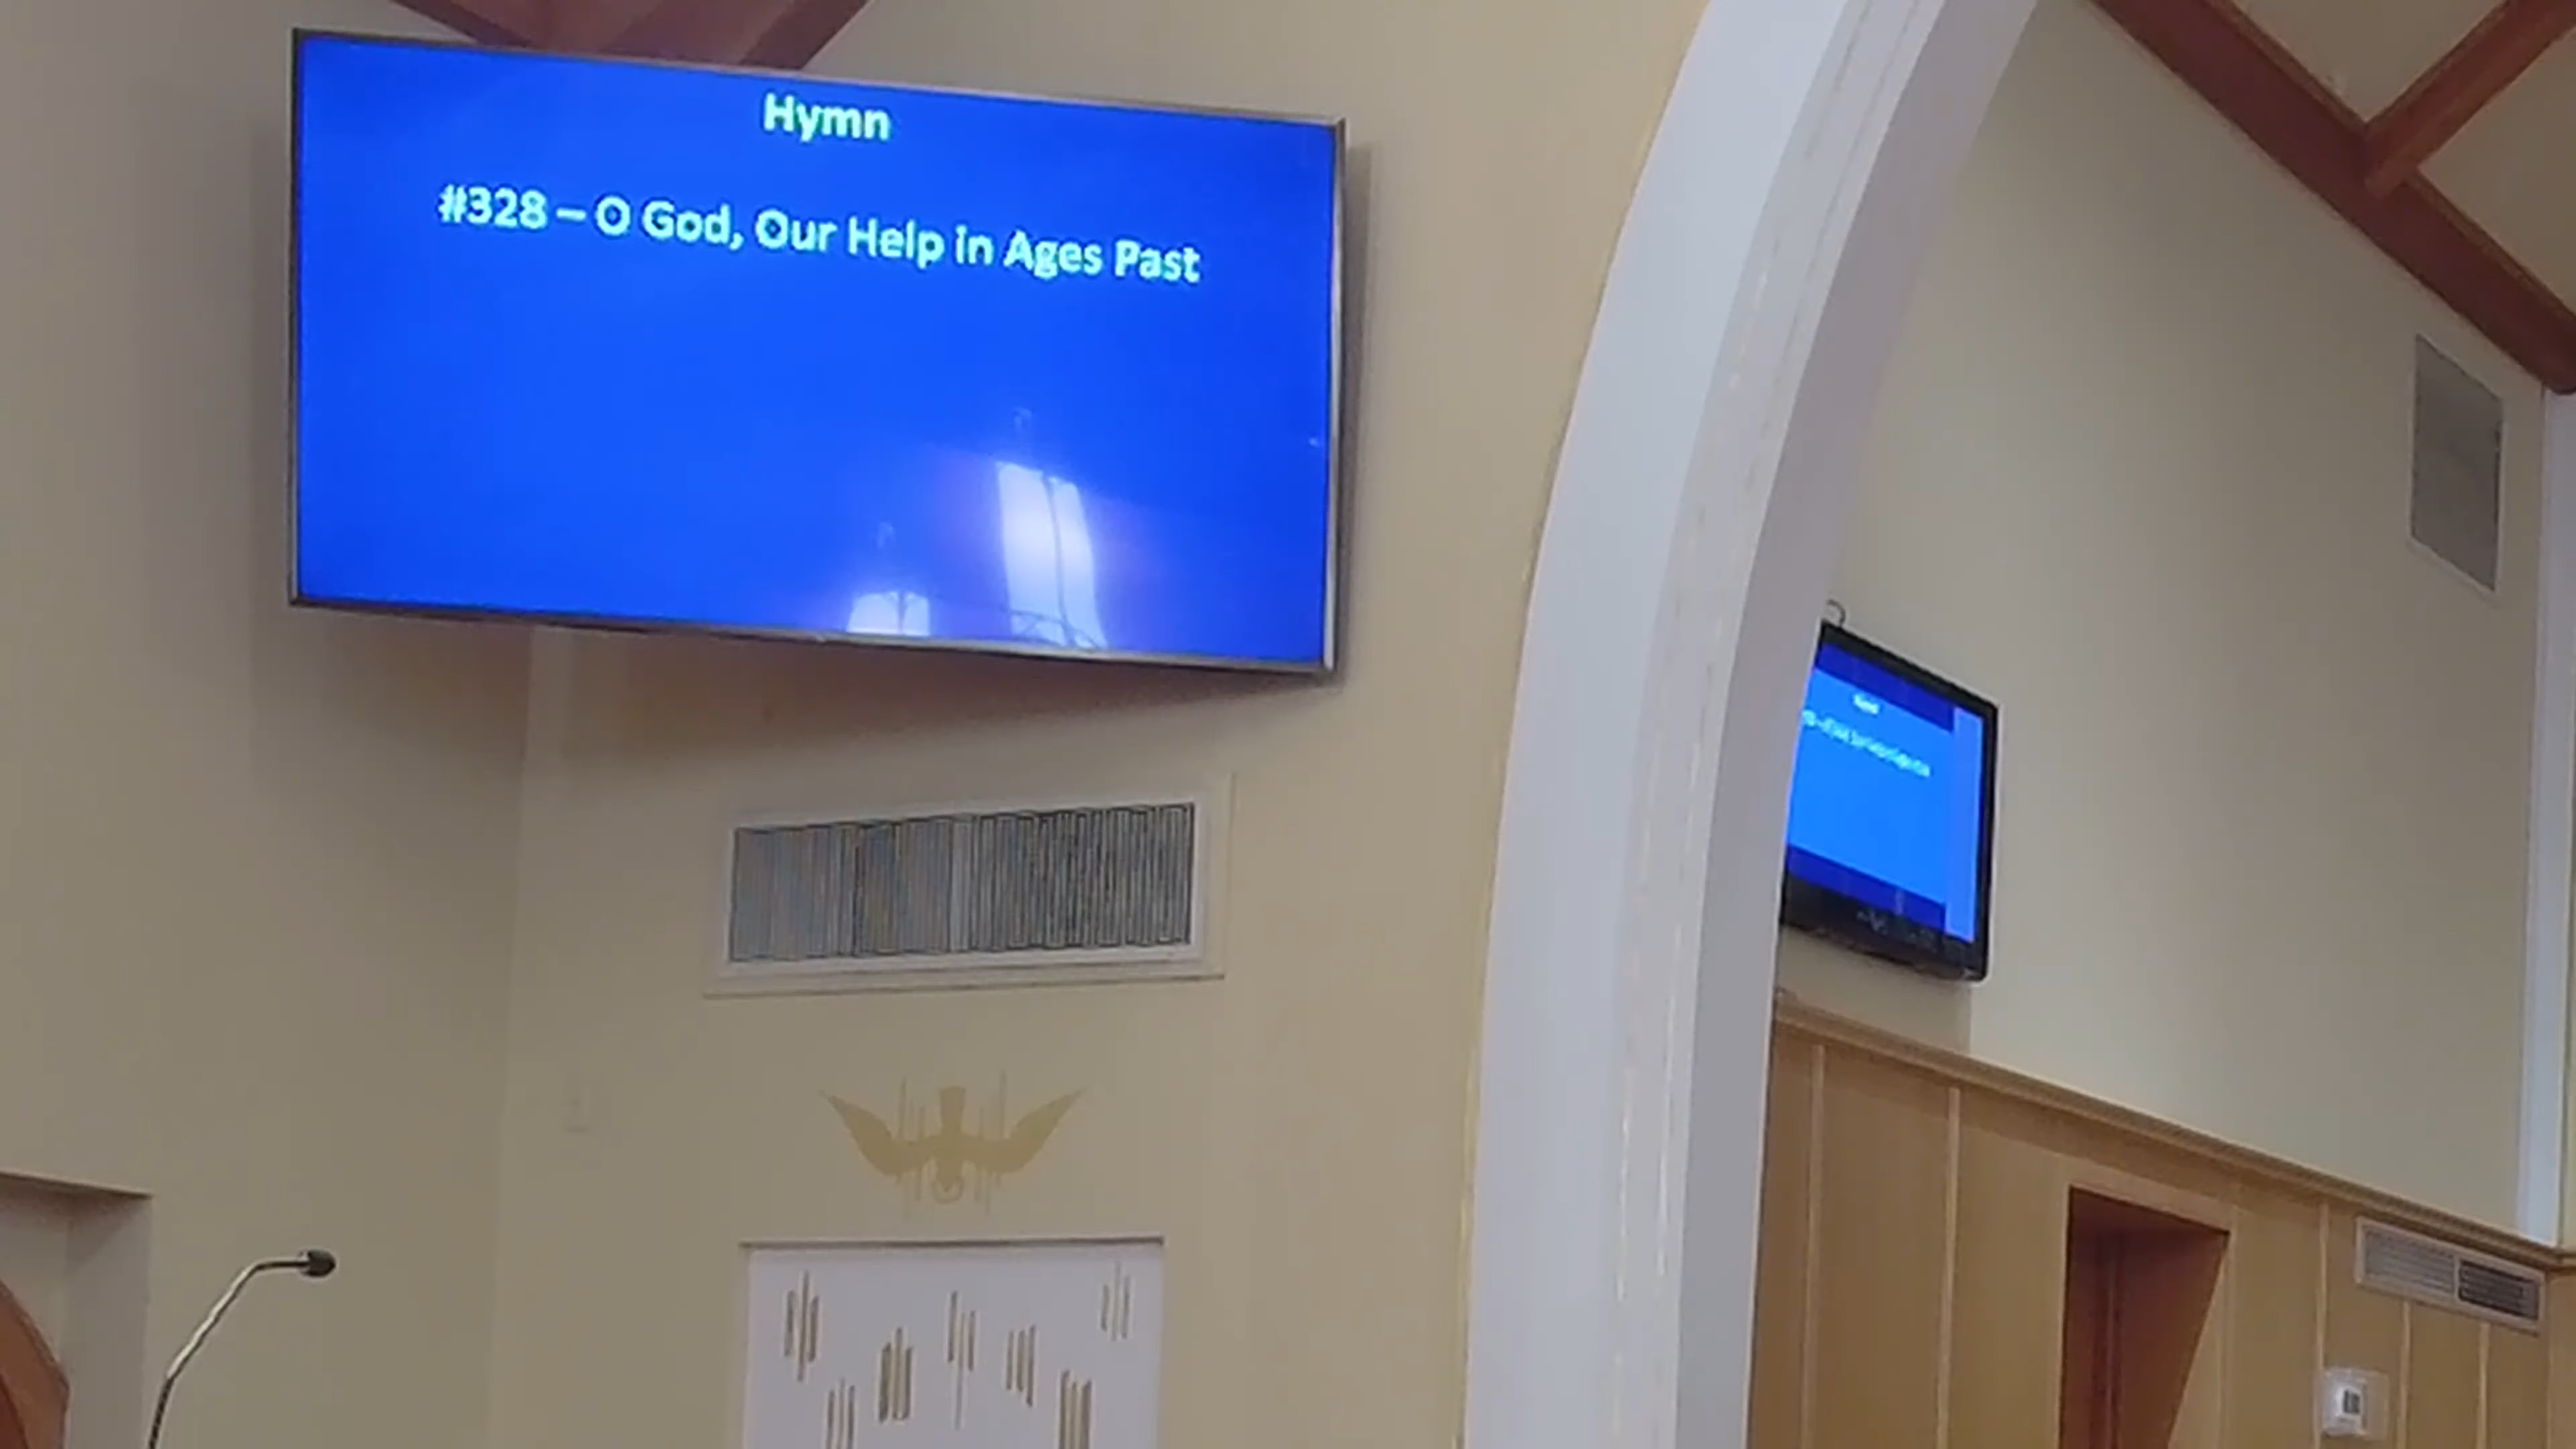 Hymn
#328 – O God, Our Help in Ages Past